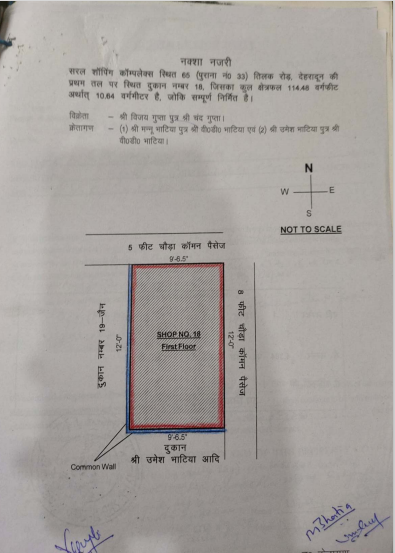 नक्शा नजरी
सरल शॉपिंग कॉम्पलेक्स स्थित 65 (पुराना नं0 33) तिलक रोड़, देहरादून की
प्रथम तल पर स्थित दुकान नम्बर 18, जिसका कुल क्षेत्रफल 114.48 वर्गफीट
अर्थात् 10.64 वर्गमीटर है, जोकि सम्पूर्ण निर्मित है।
विक्रेता – श्री विजय गुप्ता पुत्र श्री चंद गुप्ता।
क्रेतागण – (1) श्री मन्नू भाटिया पुत्र श्री वी0वी0 भाटिया एवं (2) श्री उमेश भाटिया पुत्र श्री
वी0वी0 भाटिया।
N
W E
S
NOT TO SCALE
5 फीट चौड़ा कॉमन पैसेज
9'-6.5"
दुकान नम्बर 19–जैन
12'-0"
SHOP NO. 18
First Floor
12'-0"
8 फीट चौड़ा कॉमन पैसेज
9'-6.5"
दुकान
श्री उमेश भाटिया आदि
Common Wall
MBhatia